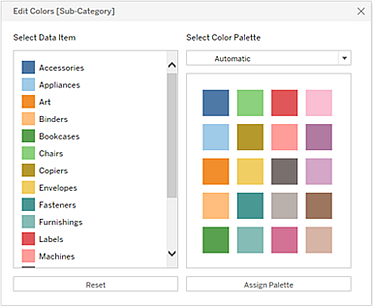 Edit Colors [Sub-Category]
Select Data Item
Select Color Palette
Automatic
Accessories
Appliances
Art
Binders
Bookcases
Chairs
Copiers
Envelopes
Fasteners
Furnishings
Labels
Machines
Reset
Assign Palette